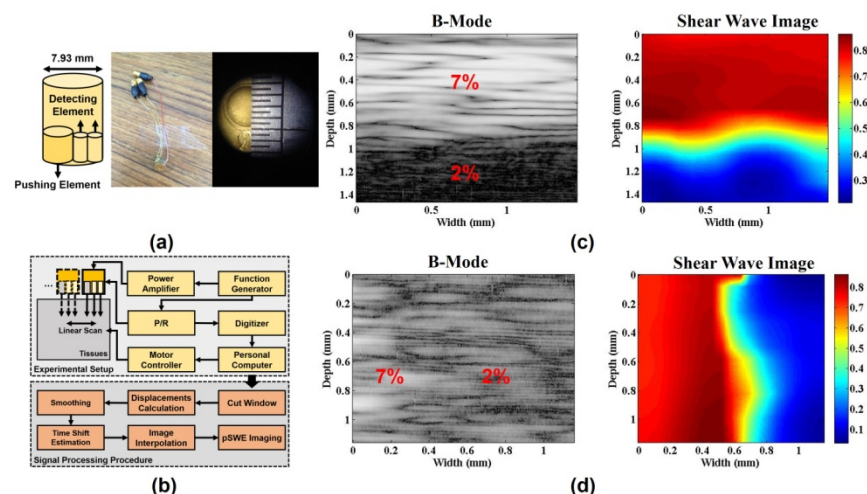 7.93 mm
Detecting
Element
Pushing Element
(a)
B-Mode
Depth (mm)
0
0.2
0.4
0.6
0.8
1
1.2
1.4
7%
2%
0
0.5
1
Width (mm)
Shear Wave Image
Depth (mm)
0
0.2
0.4
0.6
0.8
1
1.2
1.4
0
0.5
1
Width (mm)
0.8
0.7
0.6
0.5
0.4
0.3
(c)
...
Linear Scan
Tissues
Power
Amplifier
Function
Generator
P/R
Digitizer
Motor
Controller
Personal
Computer
Experimental Setup
Smoothing
Displacements
Calculation
Cut Window
Time Shift
Estimation
Image
Interpolation
pSWE Imaging
Signal Processing Procedure
(b)
B-Mode
Depth (mm)
0
0.2
0.4
0.6
0.8
1
7%
2%
0
0.2
0.4
0.6
0.8
1
Width (mm)
Shear Wave Image
Depth (mm)
0
0.2
0.4
0.6
0.8
1
0
0.2
0.4
0.6
0.8
1
Width (mm)
0.8
0.7
0.6
0.5
0.4
0.3
0.2
0.1
(d)